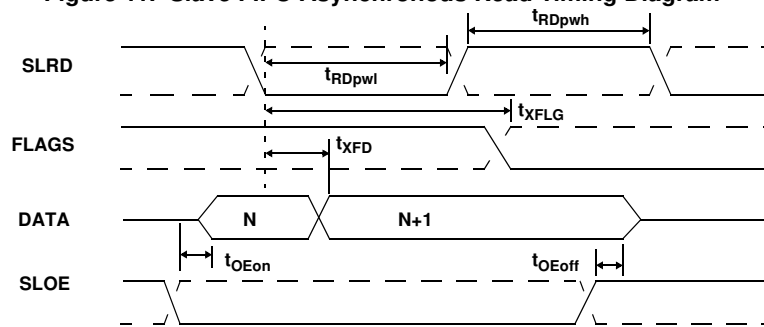 Figure 11. Slave FIFO Asynchronous Read Timing Diagram
tRDpwh
SLRD
tRDpwl
tXFLG
FLAGS
tXFD
DATA
N
N+1
tOEon
tOEoff
SLOE